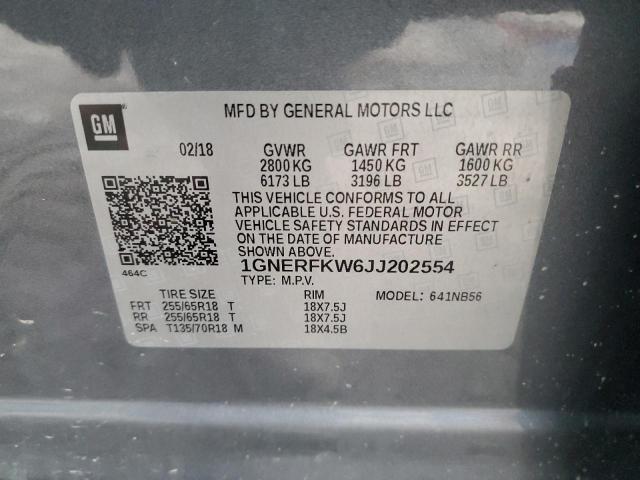 GM
MFD BY GENERAL MOTORS LLC
02/18 GVWR GAWR FRT GAWR RR
2800 KG 1450 KG 1600 KG
6173 LB 3196 LB 3527 LB
THIS VEHICLE CONFORMS TO ALL
APPLICABLE U.S. FEDERAL MOTOR
VEHICLE SAFETY STANDARDS IN EFFECT
ON THE DATE OF MANUFACTURE
SHOWN ABOVE.
464C 1GNERFKW6JJ202554
TYPE: M.P.V.
TIRE SIZE RIM MODEL: 641NB56
FRT 255/65R18 T 18X7.5J
RR 255/65R18 T 18X7.5J
SPA T135/70R18 M 18X4.5B